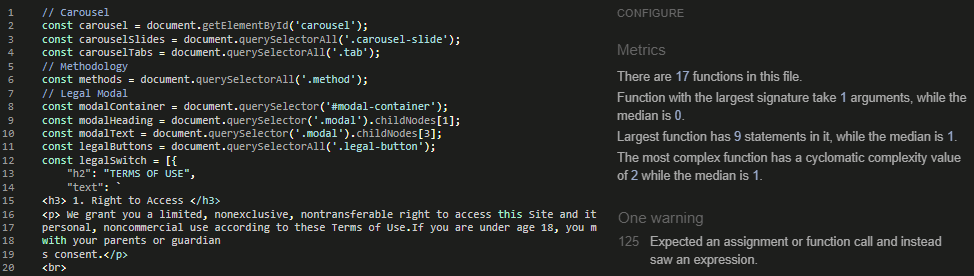 1 // Carousel
2 const carousel = document.getElementById('carousel');
3 const carouselSlides = document.querySelectorAll('.carousel-slide');
4 const carouselTabs = document.querySelectorAll('.tab');
5 // Methodology
6 const methods = document.querySelectorAll('.method');
7 // Legal Modal
8 const modalContainer = document.querySelector('#modal-container');
9 const modalHeading = document.querySelector('.modal').childNodes[1];
10 const modalText = document.querySelector('.modal').childNodes[3];
11 const legalButtons = document.querySelectorAll('.legal-button');
12 const legalSwitch = [{
13 "h2": "TERMS OF USE",
14 "text": `
15 <h3> 1. Right to Access </h3>
16 <p> We grant you a limited, nonexclusive, nontransferable right to access this Site and it
17 personal, noncommercial use according to these Terms of Use.If you are under age 18, you m
18 with your parents or guardian
19 s consent.</p>
20 <br>
CONFIGURE
Metrics
There are 17 functions in this file.
Function with the largest signature take 1 arguments, while the
median is 0.
Largest function has 9 statements in it, while the median is 1.
The most complex function has a cyclomatic complexity value
of 2 while the median is 1.
One warning
125 Expected an assignment or function call and instead
saw an expression.